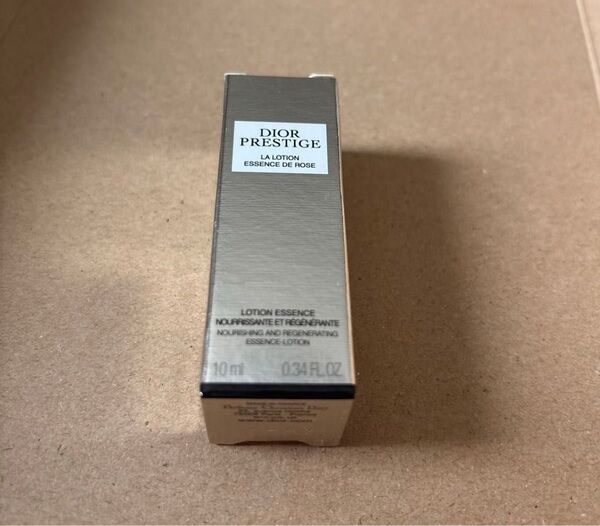 DIOR
PRESTIGE
LA LOTION
ESSENCE DE ROSE
LOTION ESSENCE
NOURRISSANTE ET RÉGÉNÉRANTE
NOURISHING AND REGENERATING
ESSENCE-LOTION
10 ml 0.34 FL.OZ